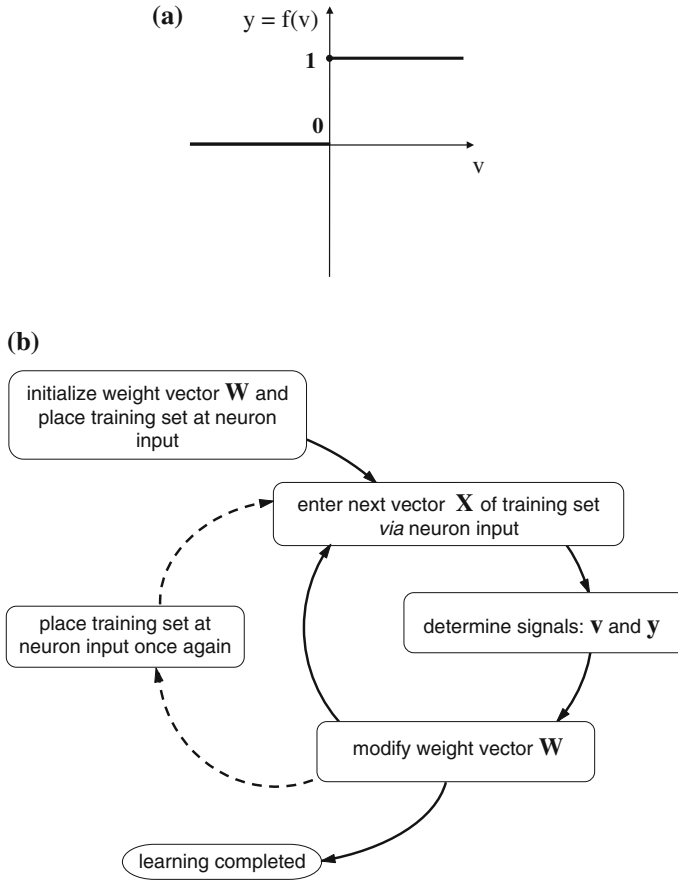 (a)
y = f(v)
1
0
v
(b)
initialize weight vector W and
place training set at neuron
input
enter next vector X of training set
via neuron input
place training set at
neuron input once again
determine signals: v and y
modify weight vector W
learning completed